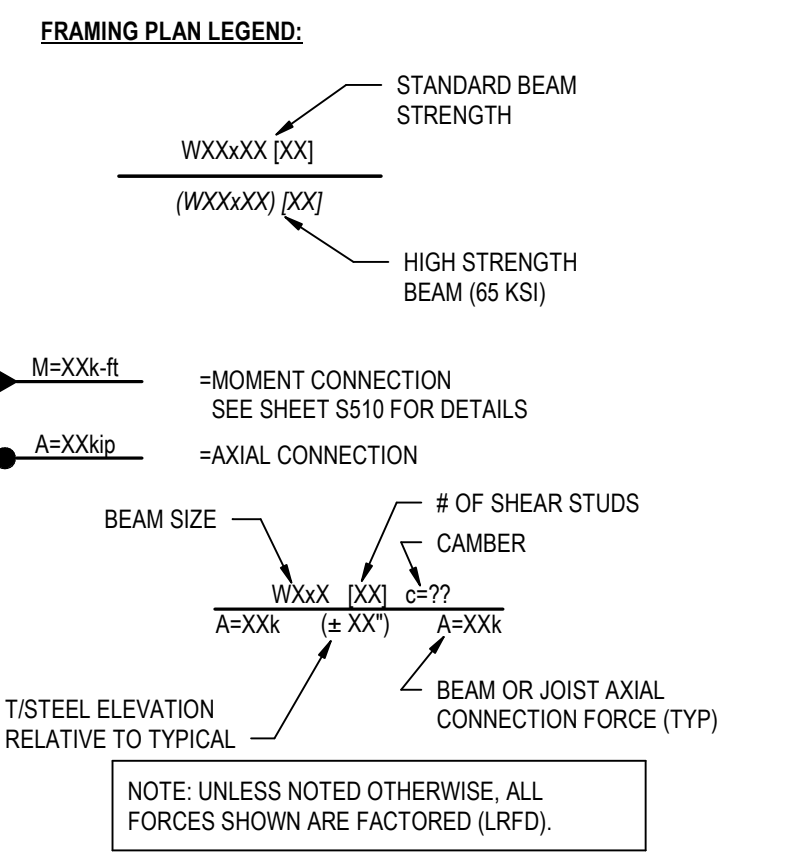 FRAMING PLAN LEGEND:
STANDARD BEAM
STRENGTH
WXXxXX [XX]
(WXXxXX) [XX]
HIGH STRENGTH
BEAM (65 KSI)
M=XXk-ft
=MOMENT CONNECTION
SEE SHEET S510 FOR DETAILS
A=XXkip
=AXIAL CONNECTION
# OF SHEAR STUDS
BEAM SIZE
CAMBER
WXxX [XX] c=??
A=XXk (± XX") A=XXk
BEAM OR JOIST AXIAL
CONNECTION FORCE (TYP)
T/STEEL ELEVATION
RELATIVE TO TYPICAL
NOTE: UNLESS NOTED OTHERWISE, ALL
FORCES SHOWN ARE FACTORED (LRFD).